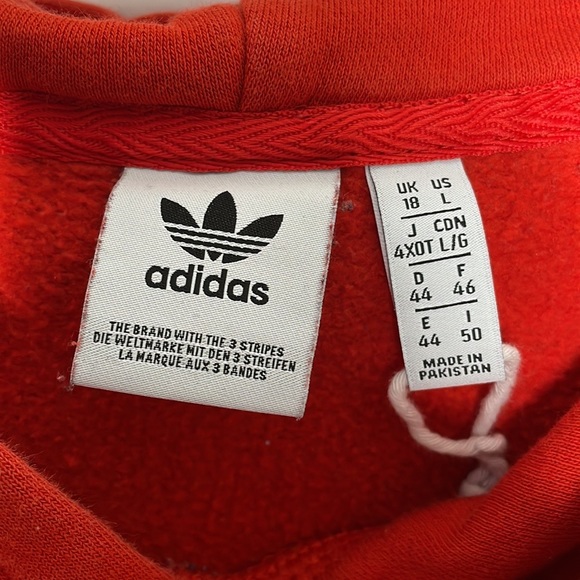 adidas
THE BRAND WITH THE 3 STRIPES
DIE WELTMARKE MIT DEN 3 STREIFEN
LA MARQUE AUX 3 BANDES
UK US
18 L
J CDN
4XOT L/G
D F
44 46
E I
44 50
MADE IN
PAKISTAN